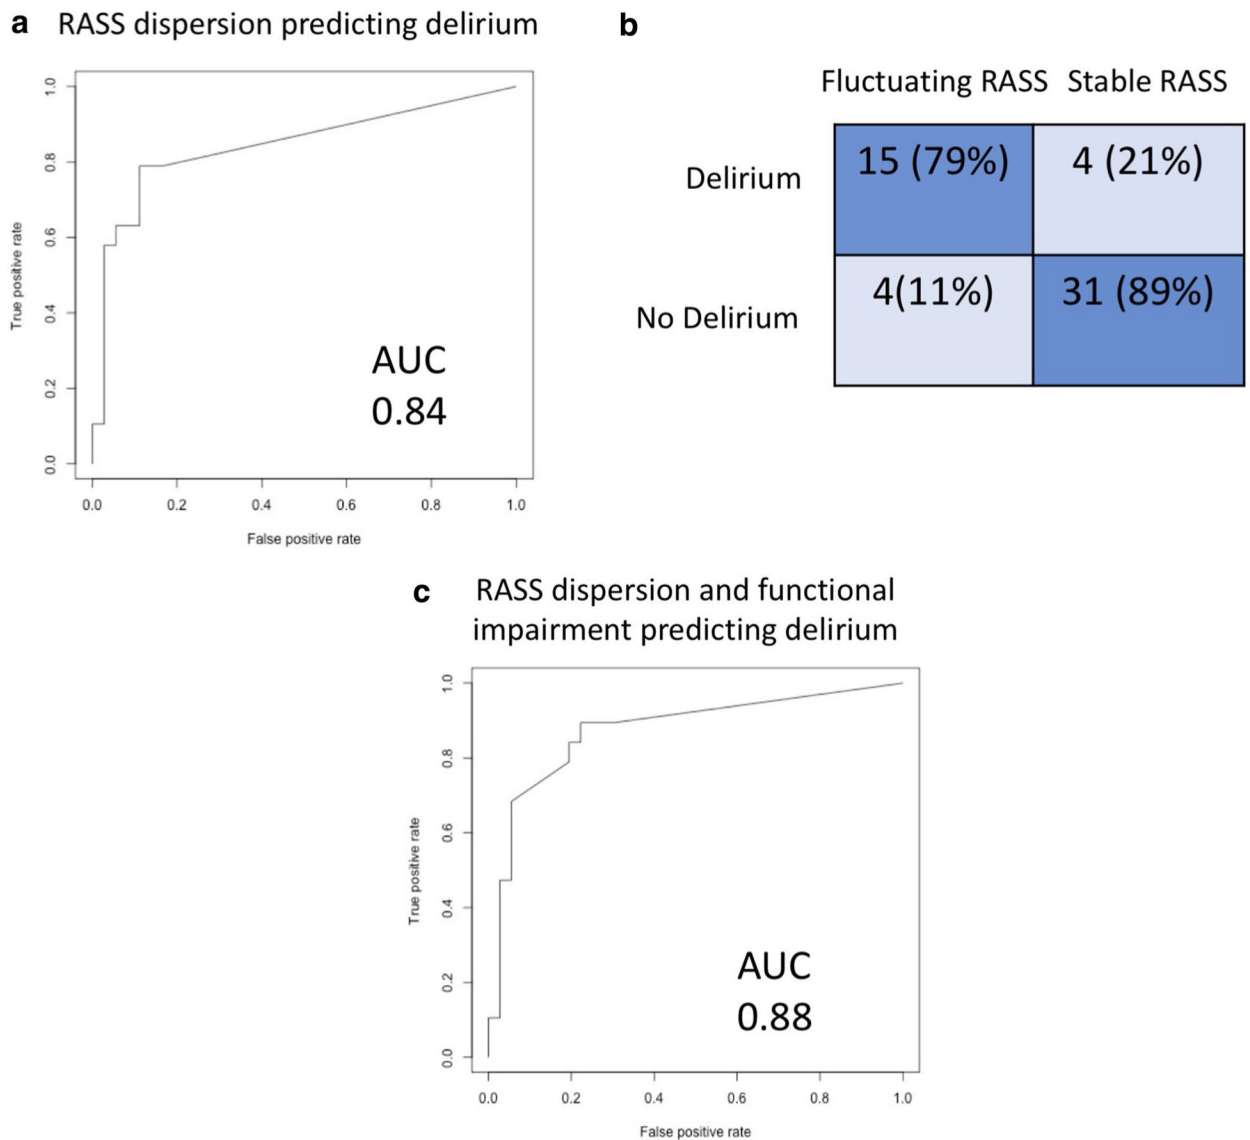 a RASS dispersion predicting delirium
1.0
0.8
0.6
0.4
0.2
0.0
True positive rate
AUC
0.84
0.0 0.2 0.4 0.6 0.8 1.0
False positive rate
b
Fluctuating RASS Stable RASS
Delirium 15 (79%) 4 (21%)
No Delirium 4(11%) 31 (89%)
c RASS dispersion and functional
impairment predicting delirium
1.0
0.8
0.6
0.4
0.2
0.0
True positive rate
AUC
0.88
0.0 0.2 0.4 0.6 0.8 1.0
False positive rate